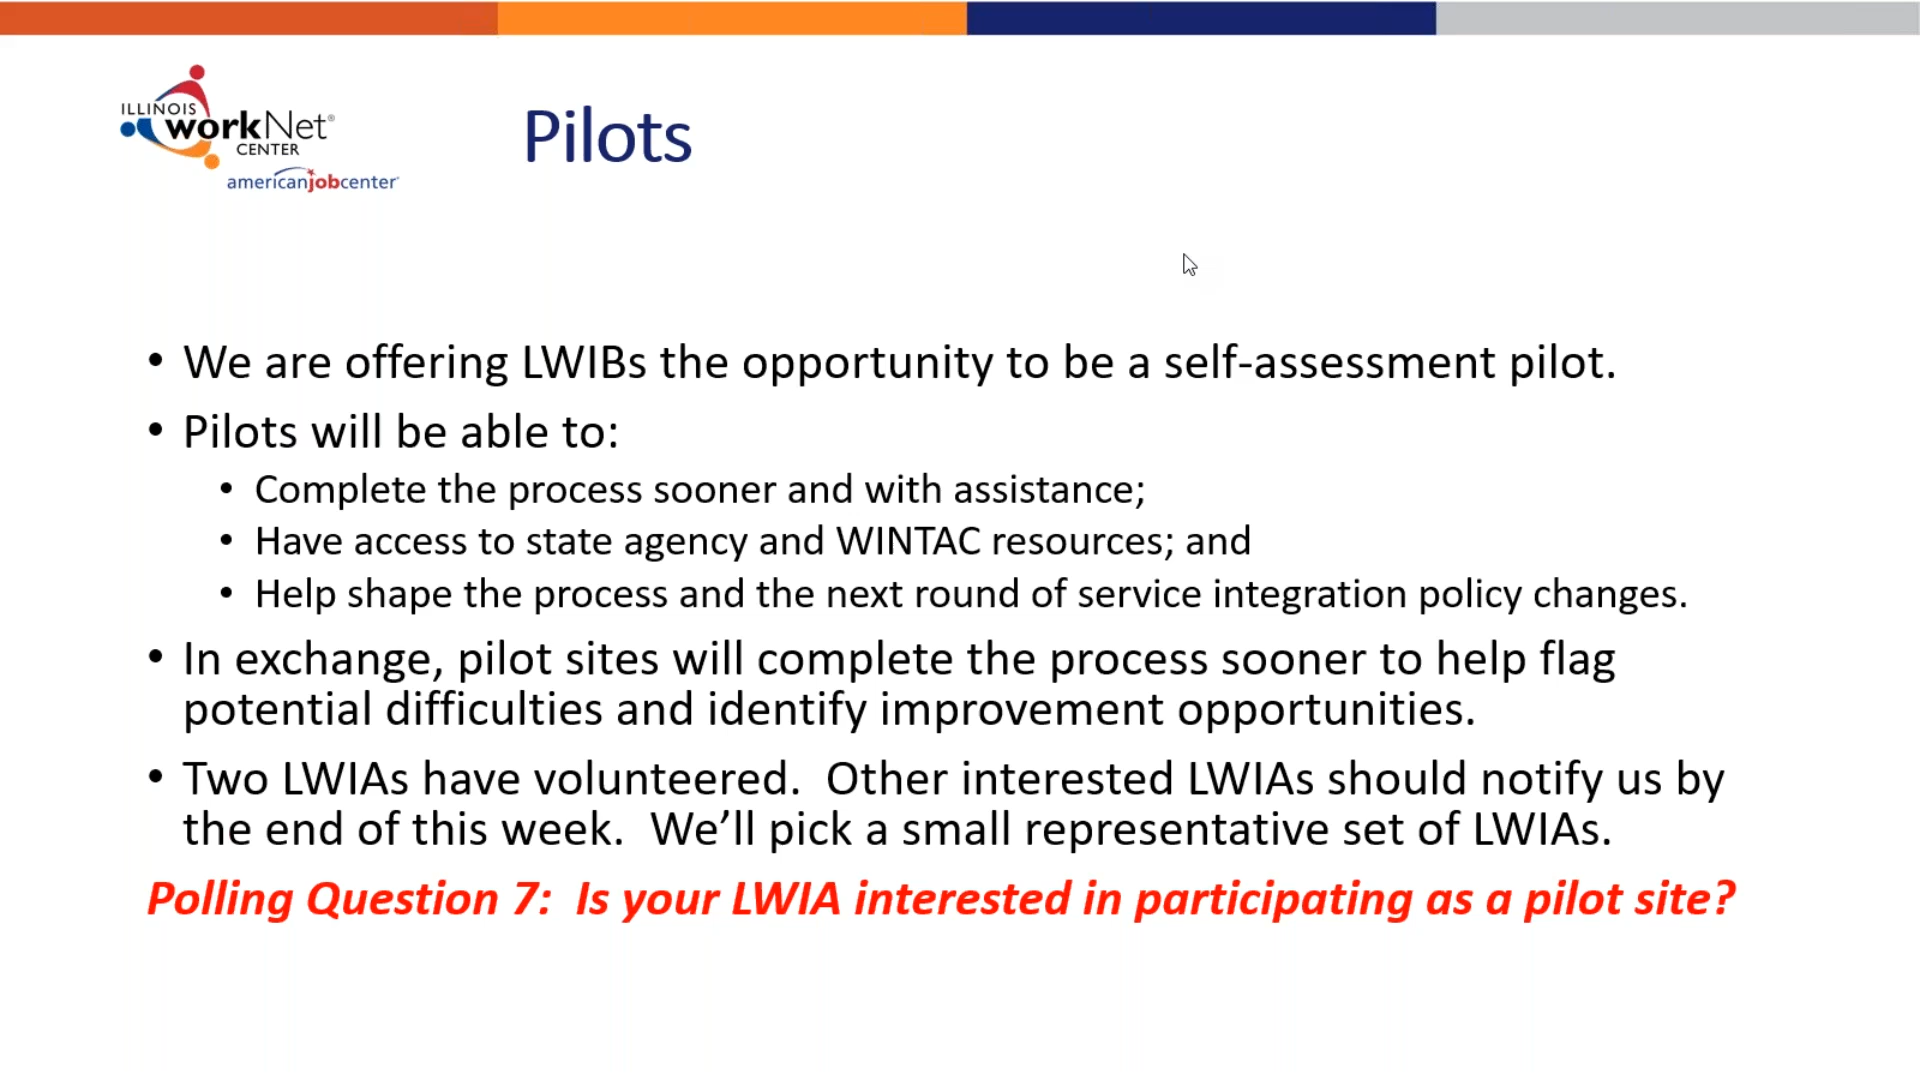 ILLINOIS
workNet®
CENTER
americanjobcenter
Pilots
• We are offering LWIBs the opportunity to be a self-assessment pilot.
• Pilots will be able to:
• Complete the process sooner and with assistance;
• Have access to state agency and WINTAC resources; and
• Help shape the process and the next round of service integration policy changes.
• In exchange, pilot sites will complete the process sooner to help flag
potential difficulties and identify improvement opportunities.
• Two LWIAs have volunteered.  Other interested LWIAs should notify us by
the end of this week.  We’ll pick a small representative set of LWIAs.
Polling Question 7:  Is your LWIA interested in participating as a pilot site?